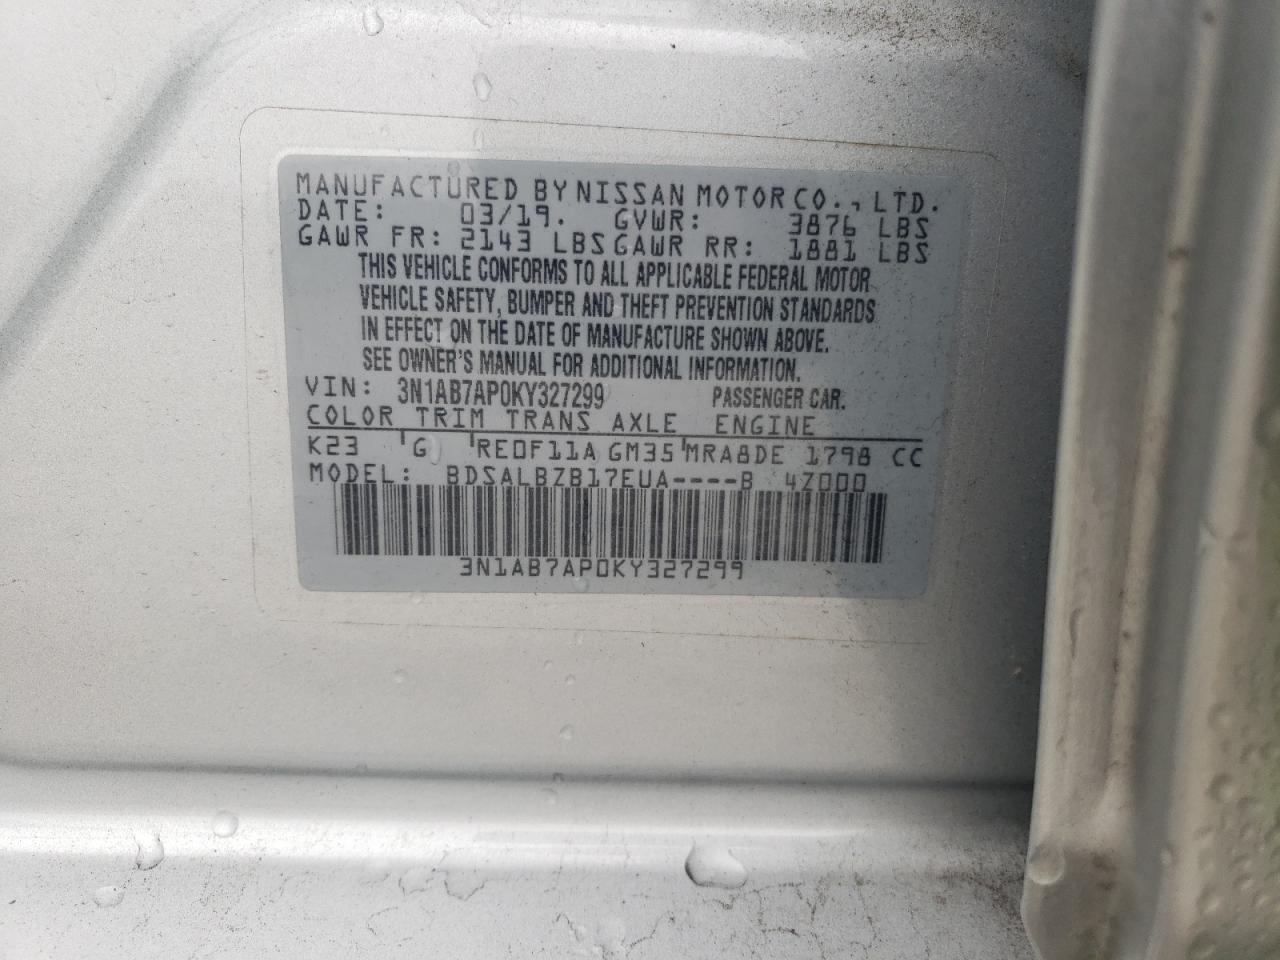 MANUFACTURED BY NISSAN MOTOR CO., LTD.
DATE: 03/19. GVWR: 3876 LBS
GAWR FR: 2143 LBS GAWR RR: 1881 LBS
THIS VEHICLE CONFORMS TO ALL APPLICABLE FEDERAL MOTOR
VEHICLE SAFETY, BUMPER AND THEFT PREVENTION STANDARDS
IN EFFECT ON THE DATE OF MANUFACTURE SHOWN ABOVE.
SEE OWNER'S MANUAL FOR ADDITIONAL INFORMATION.
VIN: 3N1AB7AP0KY327299 PASSENGER CAR.
COLOR TRIM TRANS AXLE ENGINE
K23 G RE0F11A GM35 MRA8DE 1798 CC
MODEL: BDSALBZB17EUA----B 4Z000
3N1AB7AP0KY327299